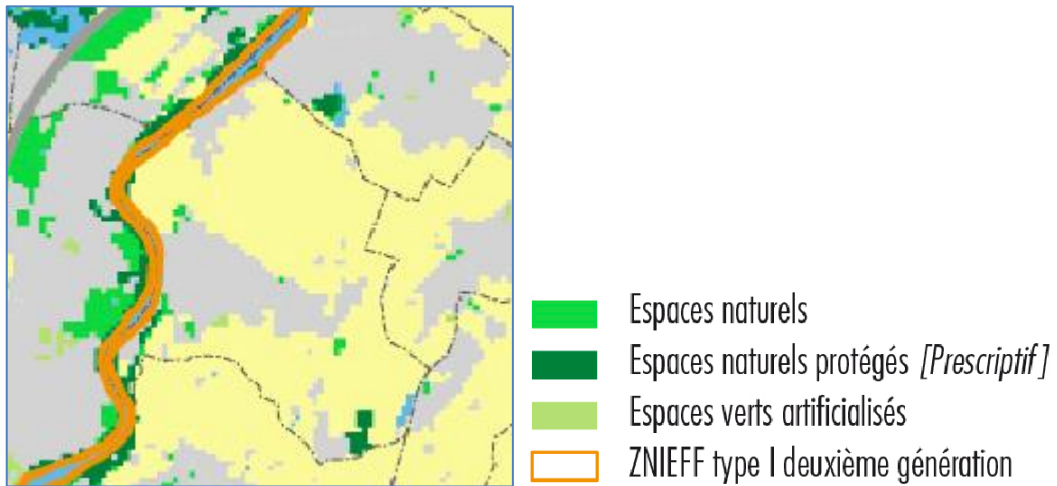 Espaces naturels
Espaces naturels protégés [Prescriptif]
Espaces verts artificialisés
ZNIEFF type I deuxième génération